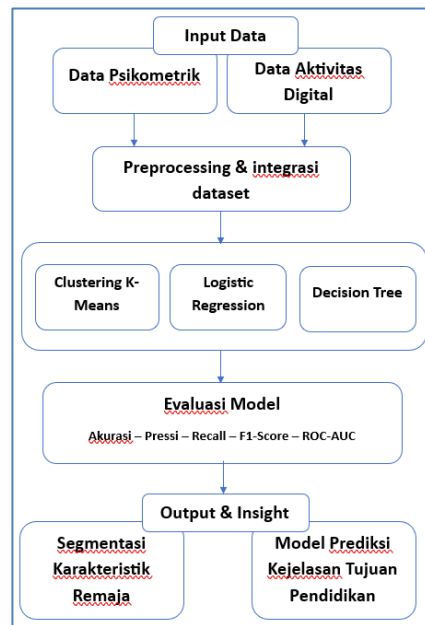 Input Data
Data Psikometrik
Data Aktivitas
Digital
Preprocessing & integrasi
dataset
Clustering K-
Means
Logistic
Regression
Decision Tree
Evaluasi Model
Akurasi – Pressi – Recall – F1-Score – ROC-AUC
Output & Insight
Segmentasi
Karakteristik
Remaja
Model Prediksi
Kejelasan Tujuan
Pendidikan